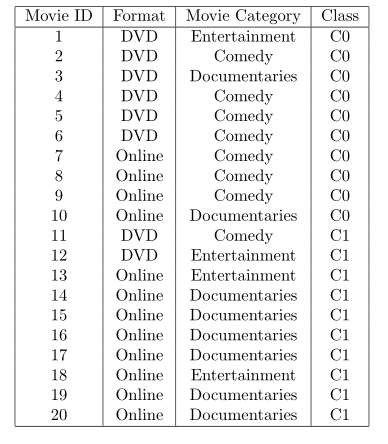 Movie ID Format Movie Category Class
1 DVD Entertainment C0
2 DVD Comedy C0
3 DVD Documentaries C0
4 DVD Comedy C0
5 DVD Comedy C0
6 DVD Comedy C0
7 Online Comedy C0
8 Online Comedy C0
9 Online Comedy C0
10 Online Documentaries C0
11 DVD Comedy C1
12 DVD Entertainment C1
13 Online Entertainment C1
14 Online Documentaries C1
15 Online Documentaries C1
16 Online Documentaries C1
17 Online Documentaries C1
18 Online Entertainment C1
19 Online Documentaries C1
20 Online Documentaries C1